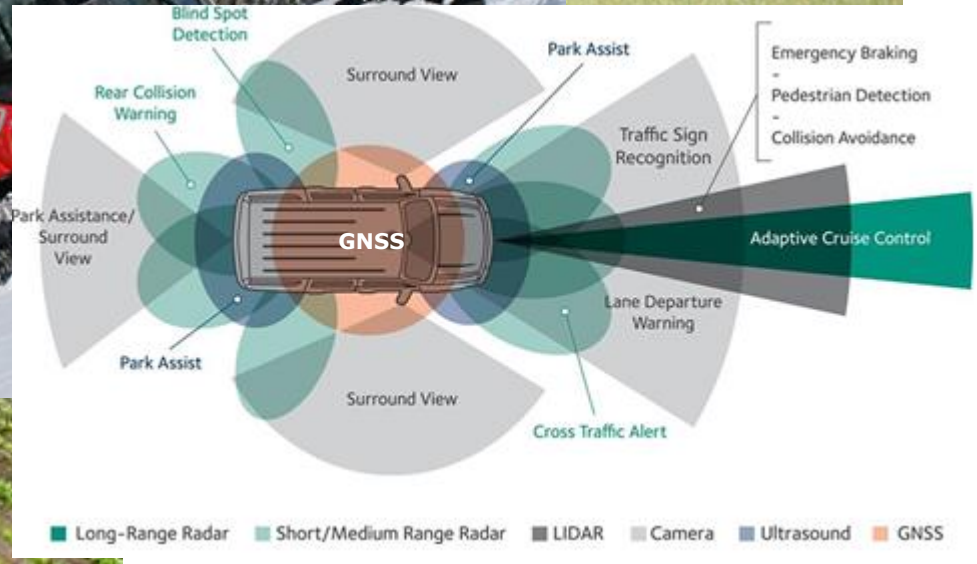 Blind Spot
Detection
Surround View
Park Assist
Emergency Braking
-
Pedestrian Detection
-
Collision Avoidance
Rear Collision
Warning
Traffic Sign
Recognition
Park Assistance/
Surround
View
GNSS
Adaptive Cruise Control
Lane Departure
Warning
Park Assist
Surround View
Cross Traffic Alert
Long-Range Radar
Short/Medium Range Radar
LIDAR
Camera
Ultrasound
GNSS